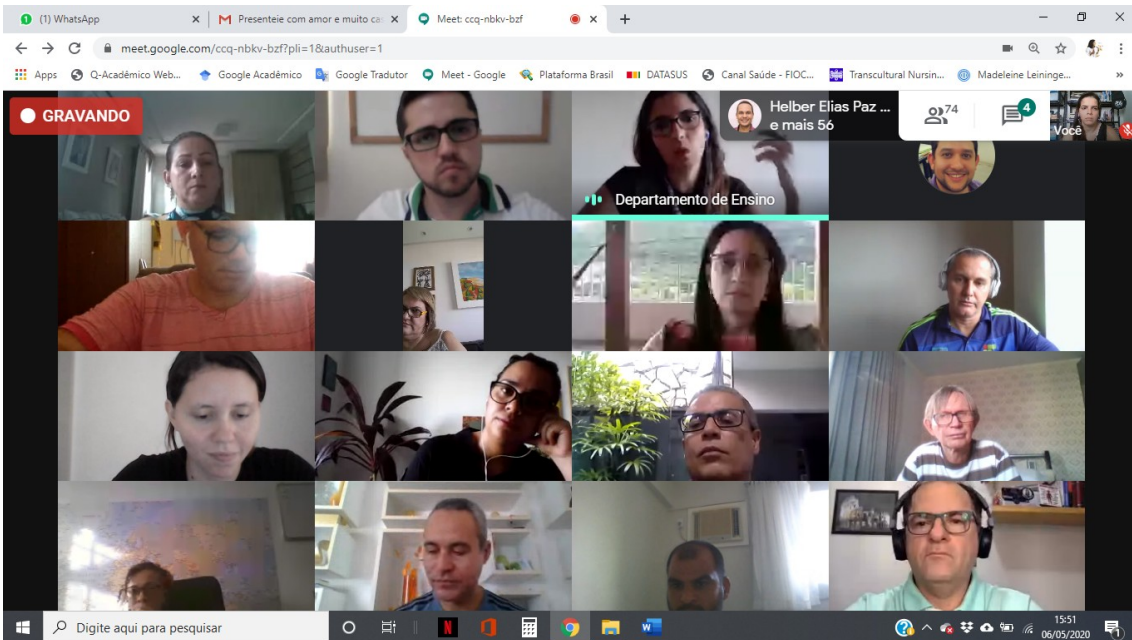 (1) WhatsApp
Presenteie com amor e muito ca
Meet: ccq-nbkv-bzf
meet.google.com/ccq-nbkv-bzf?pli=1&authuser=1
Apps
Q-Acadêmico Web...
Google Acadêmico
Google Tradutor
Meet - Google
Plataforma Brasil
DATASUS
Canal Saúde - FIOC...
Transcultural Nursin...
Madeleine Leininge...
»
GRAVANDO
Helber Elias Paz ...
e mais 56
74
4
Você
Departamento de Ensino
Digite aqui para pesquisar
15:51
06/05/2020